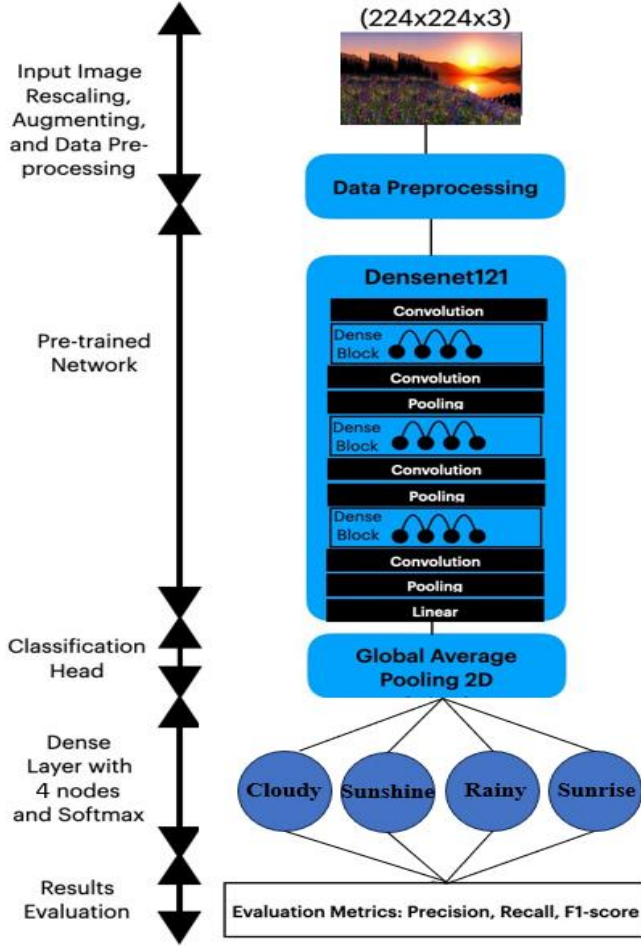 (224x224x3)
Input Image
Rescaling,
Augmenting,
and Data Pre-
processing
Data Preprocessing
Pre-trained
Network
Densenet121
Convolution
Dense
Block
Convolution
Pooling
Dense
Block
Convolution
Pooling
Dense
Block
Convolution
Pooling
Linear
Classification
Head
Global Average
Pooling 2D
Dense
Layer with
4 nodes
and Softmax
Cloudy
Sunshine
Rainy
Sunrise
Results
Evaluation
Evaluation Metrics: Precision, Recall, F1-score